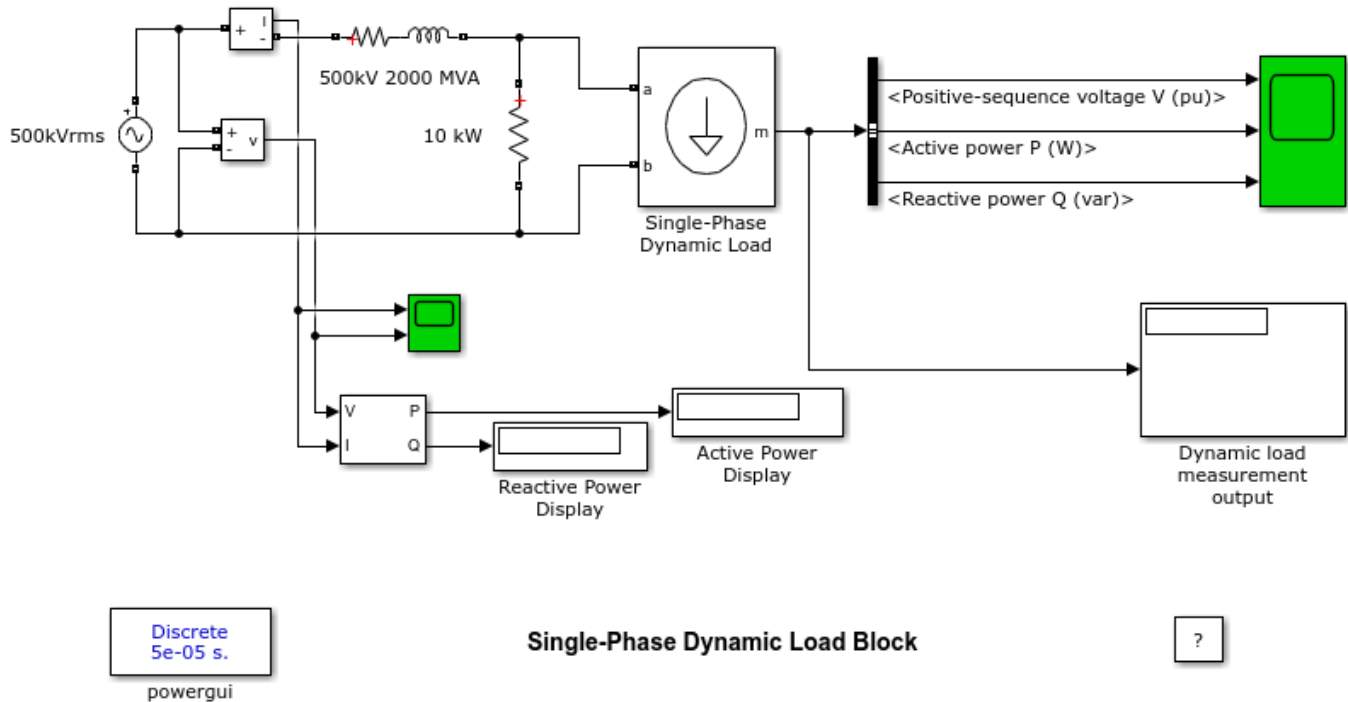 I
+
-
500kV 2000 MVA
500kVrms
+
+
-
v
10 kW
a
b
m
Single-Phase
Dynamic Load
<Positive-sequence voltage V (pu)>
<Active power P (W)>
<Reactive power Q (var)>
V
I
P
Q
Reactive Power
Display
Active Power
Display
Dynamic load
measurement
output
Discrete
5e-05 s.
powergui
Single-Phase Dynamic Load Block
?